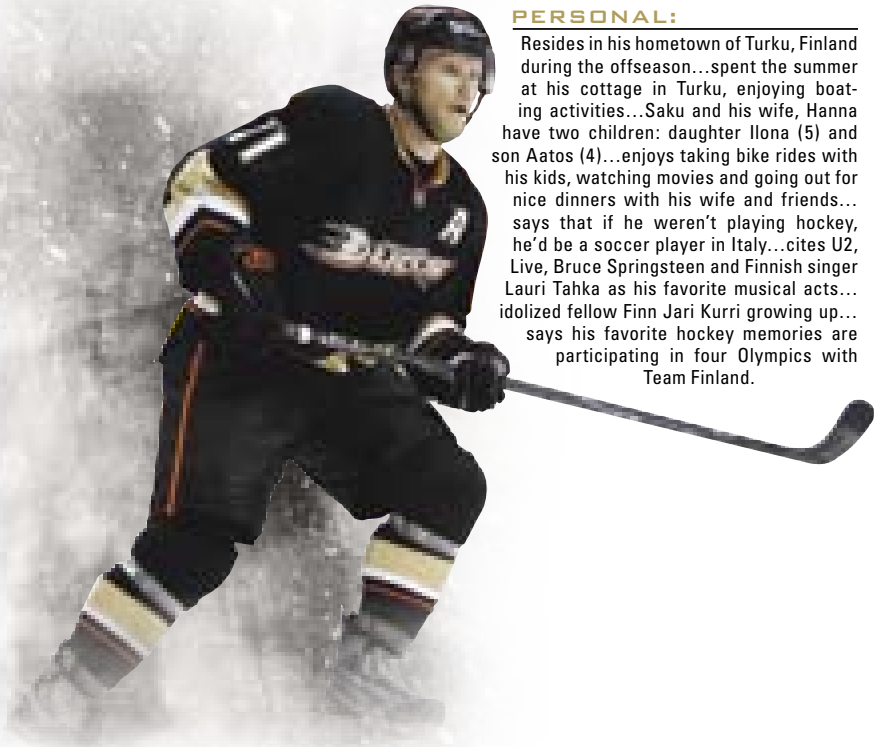 PERSONAL:
Resides in his hometown of Turku, Finland
during the offseason…spent the summer
at his cottage in Turku, enjoying boat-
ing activities…Saku and his wife, Hanna
have two children: daughter Ilona (5) and
son Aatos (4)…enjoys taking bike rides with
his kids, watching movies and going out for
nice dinners with his wife and friends…
says that if he weren't playing hockey,
he'd be a soccer player in Italy…cites U2,
Live, Bruce Springsteen and Finnish singer
Lauri Tahka as his favorite musical acts…
idolized fellow Finn Jari Kurri growing up…
says his favorite hockey memories are
participating in four Olympics with
Team Finland.
11
A